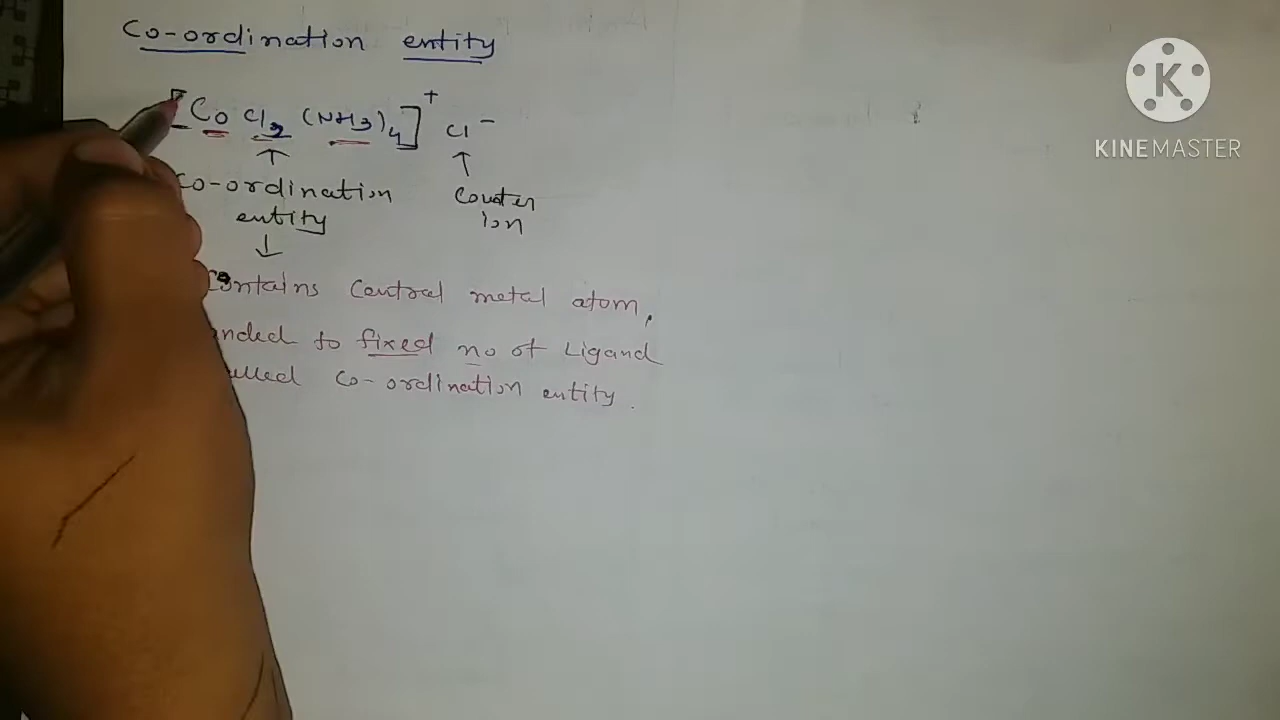 Co-ordination entity
[Co Cl2 (NH3)4]+ Cl-
Co-ordination entity
Counter ion
Contains Central metal atom,
to fixed no of Ligand
Co-ordination entity.
K
KINEMASTER